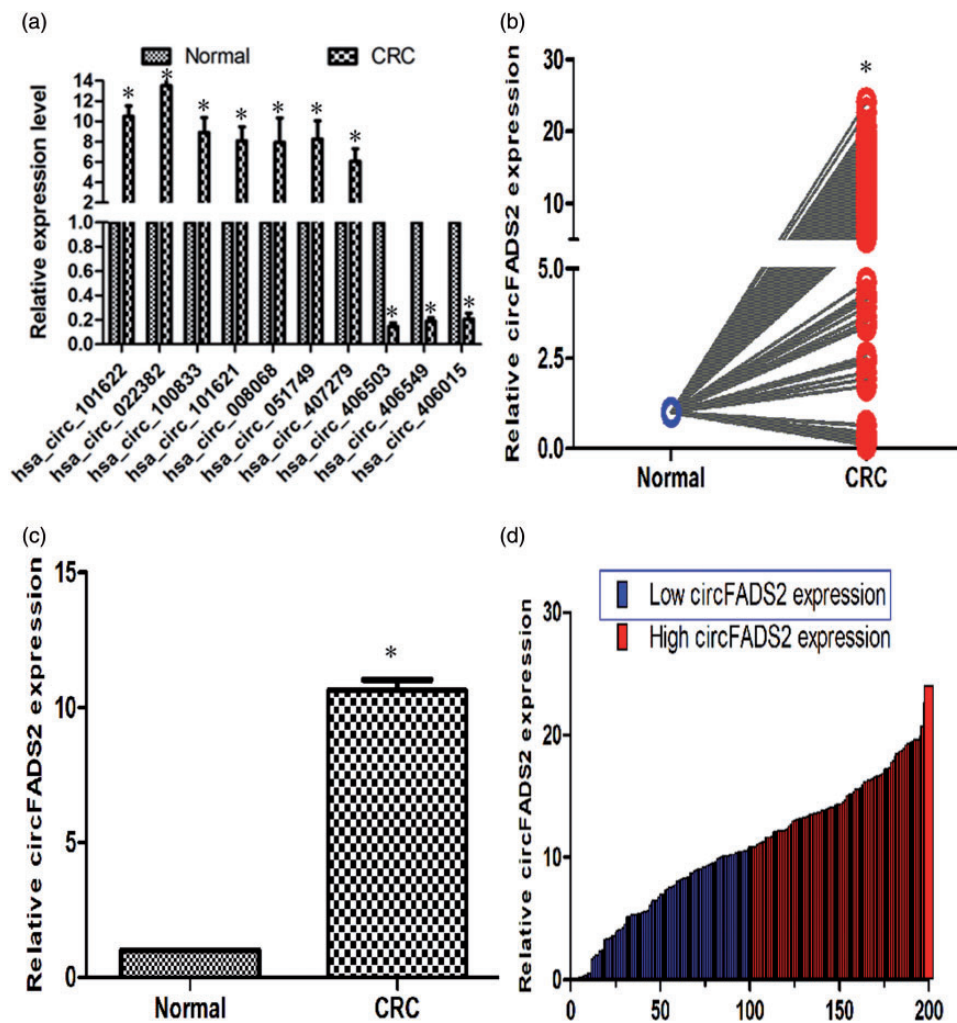 (a)
Normal
CRC
Relative expression level
14
12
10
8
6
4
2
1.0
0.8
0.6
0.4
0.2
0.0
* * * * * * * * * *
hsa_circ_101622
hsa_circ_022382
hsa_circ_100833
hsa_circ_101621
hsa_circ_008068
hsa_circ_051749
hsa_circ_407279
hsa_circ_406503
hsa_circ_406549
hsa_circ_406015
(b)
Relative circFADS2 expression
30
20
10
5.0
2.5
0.0
*
Normal
CRC
(c)
Relative circFADS2 expression
15
10
5
0
*
Normal
CRC
(d)
Low circFADS2 expression
High circFADS2 expression
Relative circFADS2 expression
30
20
10
0
0
50
100
150
200